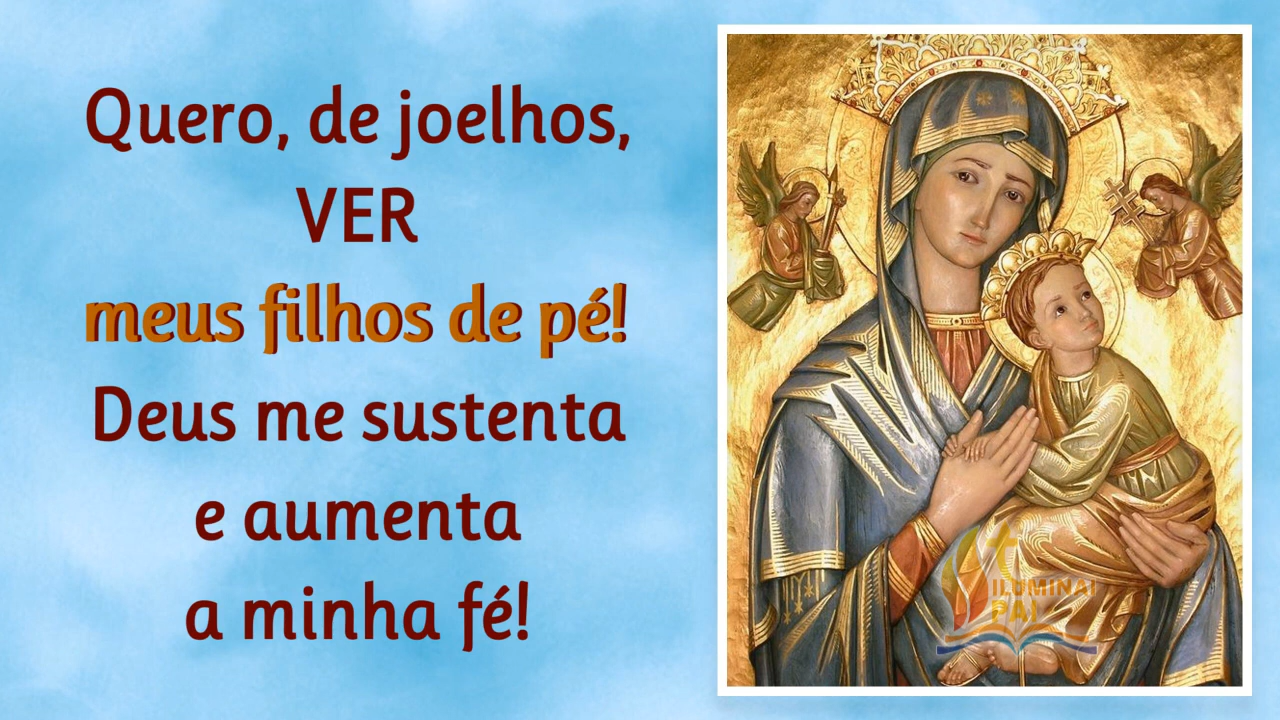 Quero, de joelhos,
VER
meus filhos de pé!
Deus me sustenta
e aumenta
a minha fé!
ILUMINAI
PAI